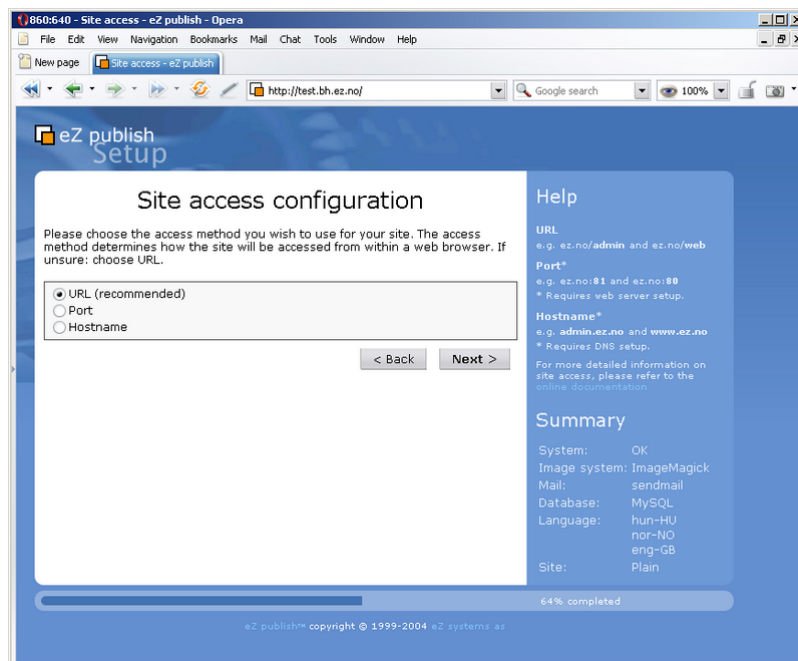 860:640 - Site access - eZ publish - Opera
File Edit View Navigation Bookmarks Mail Chat Tools Window Help
New page Site access - eZ publish
http://test.bh.ez.no/ Google search 100%
eZ publish
Setup
Site access configuration
Please choose the access method you wish to use for your site. The access
method determines how the site will be accessed from within a web browser. If
unsure: choose URL.
URL (recommended)
Port
Hostname
< Back Next >
Help
URL
e.g. ez.no/admin and ez.no/web
Port*
e.g. ez.no:81 and ez.no:80
* Requires web server setup.
Hostname*
e.g. admin.ez.no and www.ez.no
* Requires DNS setup.
For more detailed information on
site access, please refer to the
online documentation
Summary
System: OK
Image system: ImageMagick
Mail: sendmail
Database: MySQL
Language: hun-HU
nor-NO
eng-GB
Site: Plain
64% completed
eZ publish™ copyright © 1999-2004 eZ systems as